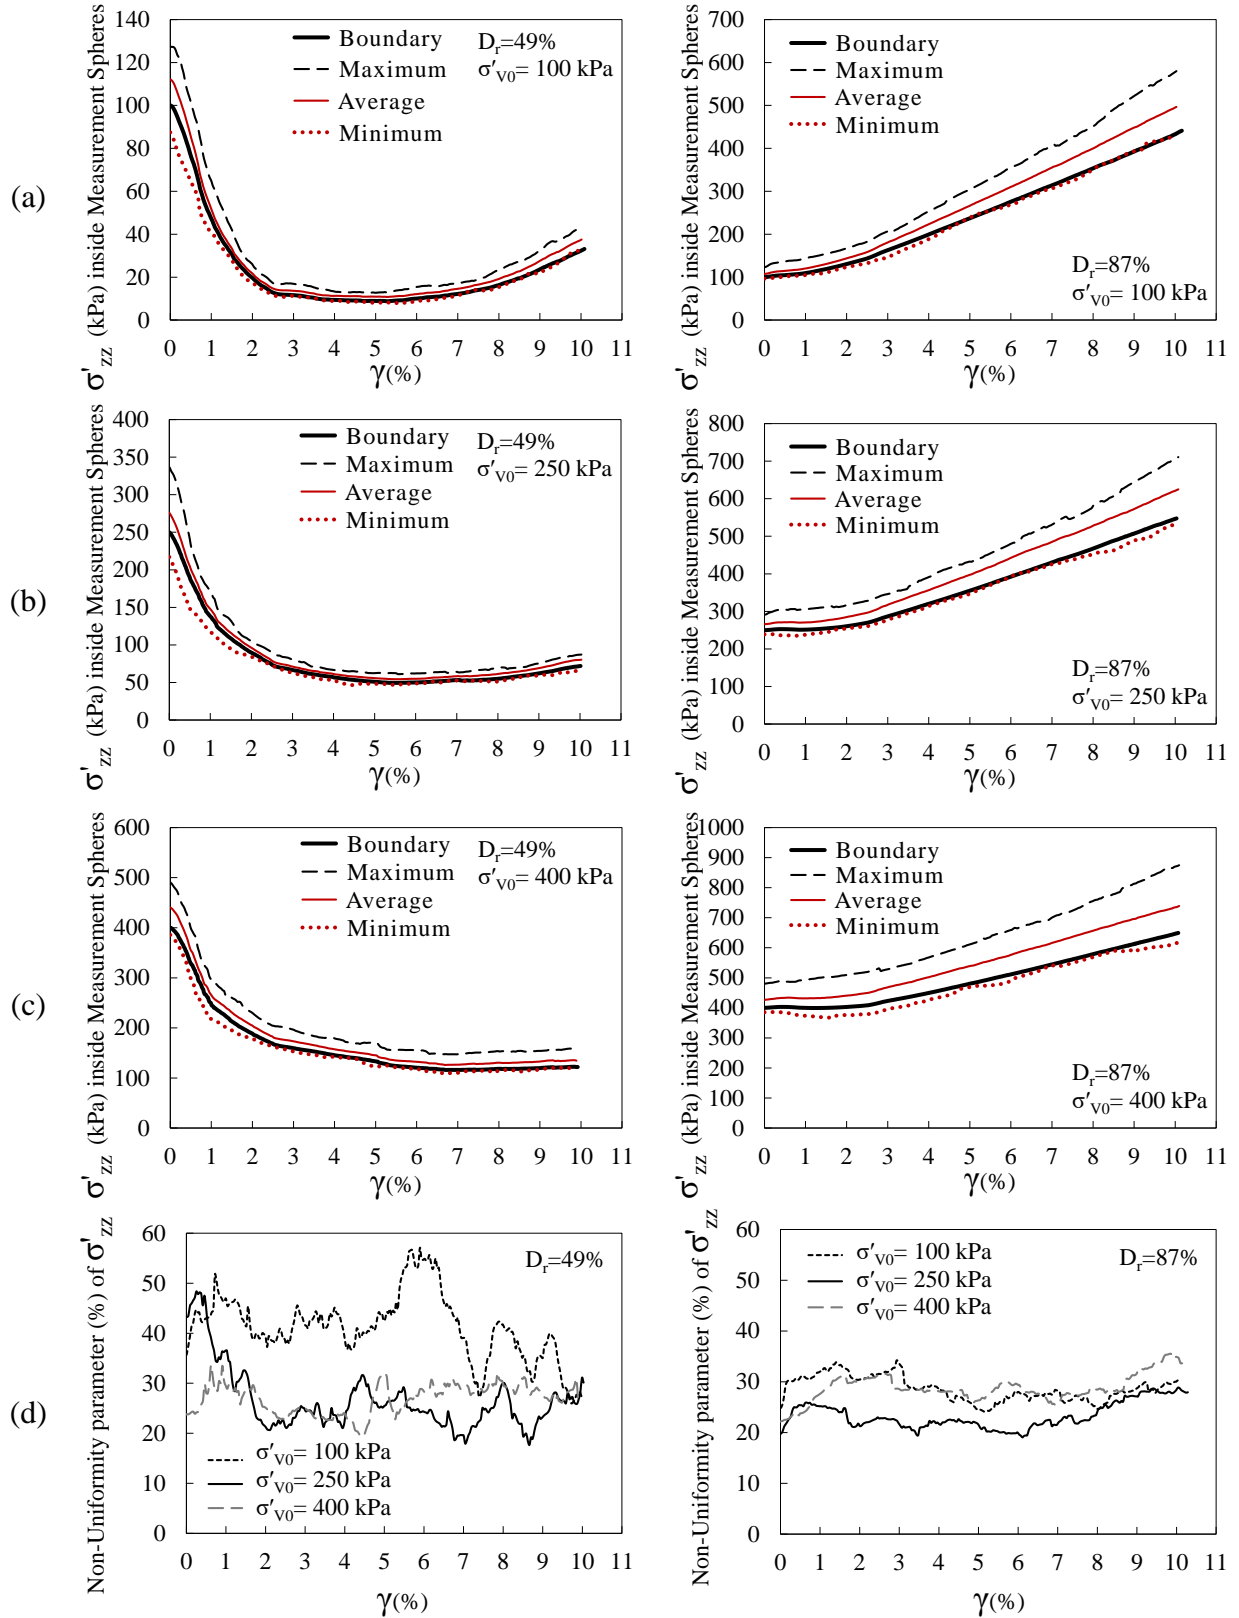 (a)
σ'zz (kPa) inside Measurement Spheres
140
120
100
80
60
40
20
0
0 1 2 3 4 5 6 7 8 9 10 11
γ(%)
Boundary
Maximum
Average
Minimum
Dr=49%
σ'V0= 100 kPa
σ'zz (kPa) inside Measurement Spheres
700
600
500
400
300
200
100
0
0 1 2 3 4 5 6 7 8 9 10 11
γ(%)
Boundary
Maximum
Average
Minimum
Dr=87%
σ'V0= 100 kPa
(b)
σ'zz (kPa) inside Measurement Spheres
400
350
300
250
200
150
100
50
0
0 1 2 3 4 5 6 7 8 9 10 11
γ(%)
Boundary
Maximum
Average
Minimum
Dr=49%
σ'V0= 250 kPa
σ'zz (kPa) inside Measurement Spheres
800
700
600
500
400
300
200
100
0
0 1 2 3 4 5 6 7 8 9 10 11
γ(%)
Boundary
Maximum
Average
Minimum
Dr=87%
σ'V0= 250 kPa
(c)
σ'zz (kPa) inside Measurement Spheres
600
500
400
300
200
100
0
0 1 2 3 4 5 6 7 8 9 10 11
γ(%)
Boundary
Maximum
Average
Minimum
Dr=49%
σ'V0= 400 kPa
σ'zz (kPa) inside Measurement Spheres
1000
900
800
700
600
500
400
300
200
100
0
0 1 2 3 4 5 6 7 8 9 10 11
γ(%)
Boundary
Maximum
Average
Minimum
Dr=87%
σ'V0= 400 kPa
(d)
Non-Uniformity parameter (%) of σ'zz
60
50
40
30
20
10
0
0 1 2 3 4 5 6 7 8 9 10 11
γ(%)
Dr=49%
σ'V0= 100 kPa
σ'V0= 250 kPa
σ'V0= 400 kPa
Non-Uniformity parameter (%) of σ'zz
60
50
40
30
20
10
0
0 1 2 3 4 5 6 7 8 9 10 11
γ(%)
σ'V0= 100 kPa
σ'V0= 250 kPa
σ'V0= 400 kPa
Dr=87%